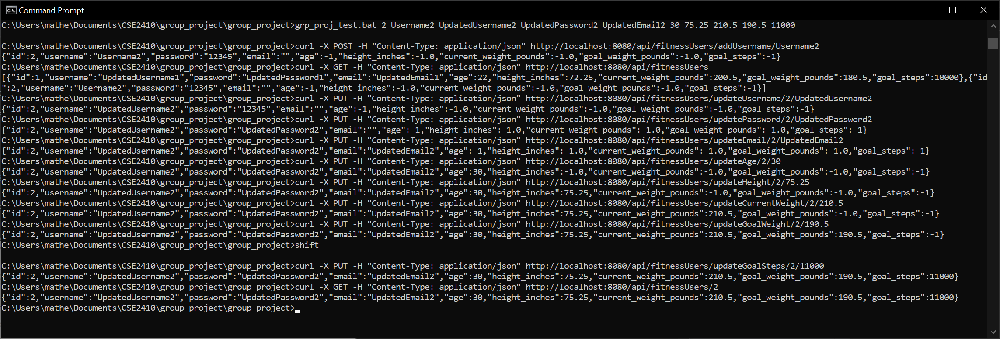 Command Prompt
C:\Users\mathe\Documents\CSE2410\group_project\group_project>grp_proj_test.bat 2 Username2 UpdatedUsername2 UpdatedPassword2 UpdatedEmail2 30 75.25 210.5 190.5 11000
C:\Users\mathe\Documents\CSE2410\group_project\group_project>curl -X POST -H "Content-Type: application/json" http://localhost:8080/api/fitnessUsers/addUsername/Username2
{"id":2,"username":"Username2","password":"12345","email":"","age":-1,"height_inches":-1.0,"current_weight_pounds":-1.0,"goal_weight_pounds":-1.0,"goal_steps":-1}
C:\Users\mathe\Documents\CSE2410\group_project\group_project>curl -X GET -H "Content-Type: application/json" http://localhost:8080/api/fitnessUsers
[{"id":1,"username":"UpdatedUsername1","password":"UpdatedPassword1","email":"UpdatedEmail1","age":22,"height_inches":72.25,"current_weight_pounds":200.5,"goal_weight_pounds":180.5,"goal_steps":10000},{"id
":2,"username":"Username2","password":"12345","email":"","age":-1,"height_inches":-1.0,"current_weight_pounds":-1.0,"goal_weight_pounds":-1.0,"goal_steps":-1}]
C:\Users\mathe\Documents\CSE2410\group_project\group_project>curl -X PUT -H "Content-Type: application/json" http://localhost:8080/api/fitnessUsers/updateUsername/2/UpdatedUsername2
{"id":2,"username":"UpdatedUsername2","password":"12345","email":"","age":-1,"height_inches":-1.0,"current_weight_pounds":-1.0,"goal_weight_pounds":-1.0,"goal_steps":-1}
C:\Users\mathe\Documents\CSE2410\group_project\group_project>curl -X PUT -H "Content-Type: application/json" http://localhost:8080/api/fitnessUsers/updatePassword/2/UpdatedPassword2
{"id":2,"username":"UpdatedUsername2","password":"UpdatedPassword2","email":"","age":-1,"height_inches":-1.0,"current_weight_pounds":-1.0,"goal_weight_pounds":-1.0,"goal_steps":-1}
C:\Users\mathe\Documents\CSE2410\group_project\group_project>curl -X PUT -H "Content-Type: application/json" http://localhost:8080/api/fitnessUsers/updateEmail/2/UpdatedEmail2
{"id":2,"username":"UpdatedUsername2","password":"UpdatedPassword2","email":"UpdatedEmail2","age":-1,"height_inches":-1.0,"current_weight_pounds":-1.0,"goal_weight_pounds":-1.0,"goal_steps":-1}
C:\Users\mathe\Documents\CSE2410\group_project\group_project>curl -X PUT -H "Content-Type: application/json" http://localhost:8080/api/fitnessUsers/updateAge/2/30
{"id":2,"username":"UpdatedUsername2","password":"UpdatedPassword2","email":"UpdatedEmail2","age":30,"height_inches":-1.0,"current_weight_pounds":-1.0,"goal_weight_pounds":-1.0,"goal_steps":-1}
C:\Users\mathe\Documents\CSE2410\group_project\group_project>curl -X PUT -H "Content-Type: application/json" http://localhost:8080/api/fitnessUsers/updateHeight/2/75.25
{"id":2,"username":"UpdatedUsername2","password":"UpdatedPassword2","email":"UpdatedEmail2","age":30,"height_inches":75.25,"current_weight_pounds":-1.0,"goal_weight_pounds":-1.0,"goal_steps":-1}
C:\Users\mathe\Documents\CSE2410\group_project\group_project>curl -X PUT -H "Content-Type: application/json" http://localhost:8080/api/fitnessUsers/updateCurrentWeight/2/210.5
{"id":2,"username":"UpdatedUsername2","password":"UpdatedPassword2","email":"UpdatedEmail2","age":30,"height_inches":75.25,"current_weight_pounds":210.5,"goal_weight_pounds":-1.0,"goal_steps":-1}
C:\Users\mathe\Documents\CSE2410\group_project\group_project>curl -X PUT -H "Content-Type: application/json" http://localhost:8080/api/fitnessUsers/updateGoalWeight/2/190.5
{"id":2,"username":"UpdatedUsername2","password":"UpdatedPassword2","email":"UpdatedEmail2","age":30,"height_inches":75.25,"current_weight_pounds":210.5,"goal_weight_pounds":190.5,"goal_steps":-1}
C:\Users\mathe\Documents\CSE2410\group_project\group_project>shift
C:\Users\mathe\Documents\CSE2410\group_project\group_project>curl -X PUT -H "Content-Type: application/json" http://localhost:8080/api/fitnessUsers/updateGoalSteps/2/11000
{"id":2,"username":"UpdatedUsername2","password":"UpdatedPassword2","email":"UpdatedEmail2","age":30,"height_inches":75.25,"current_weight_pounds":210.5,"goal_weight_pounds":190.5,"goal_steps":11000}
C:\Users\mathe\Documents\CSE2410\group_project\group_project>curl -X GET -H "Content-Type: application/json" http://localhost:8080/api/fitnessUsers/2
{"id":2,"username":"UpdatedUsername2","password":"UpdatedPassword2","email":"UpdatedEmail2","age":30,"height_inches":75.25,"current_weight_pounds":210.5,"goal_weight_pounds":190.5,"goal_steps":11000}
C:\Users\mathe\Documents\CSE2410\group_project\group_project>